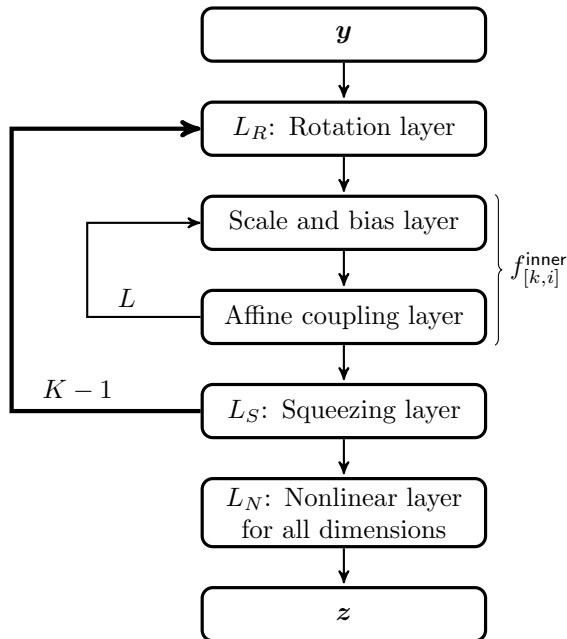 y
L_R: Rotation layer
Scale and bias layer
f^{inner}_{[k,i]}
L
Affine coupling layer
K − 1
L_S: Squeezing layer
L_N: Nonlinear layer
for all dimensions
z